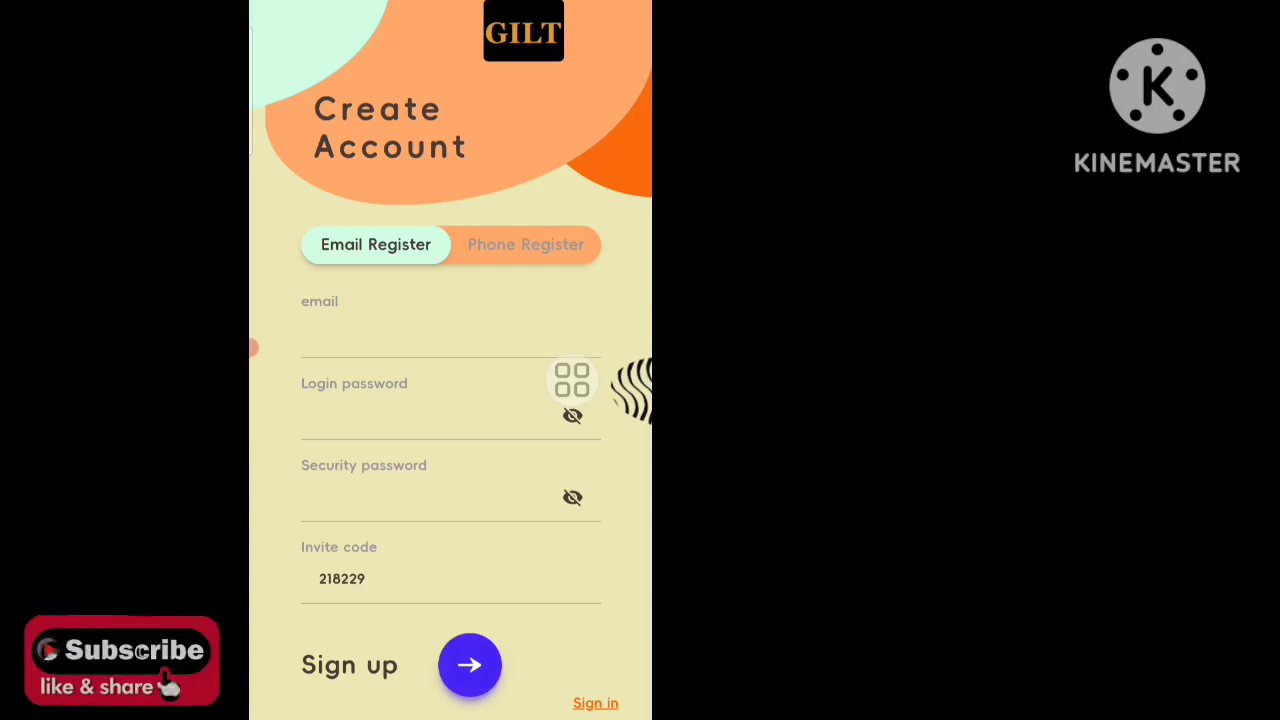 GILT
Create
Account
Email Register
Phone Register
email
Login password
Security password
Invite code
218229
Sign up
Sign in
K
KINEMASTER
Subscribe
like & share